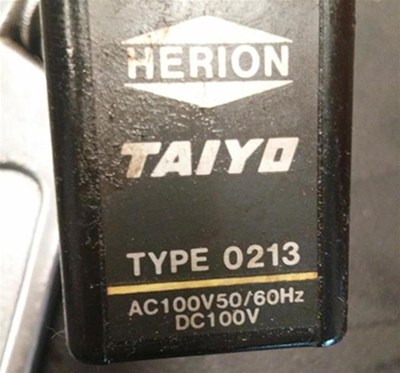 HERION
TAIYO
TYPE 0213
AC100V50/60Hz
DC100V